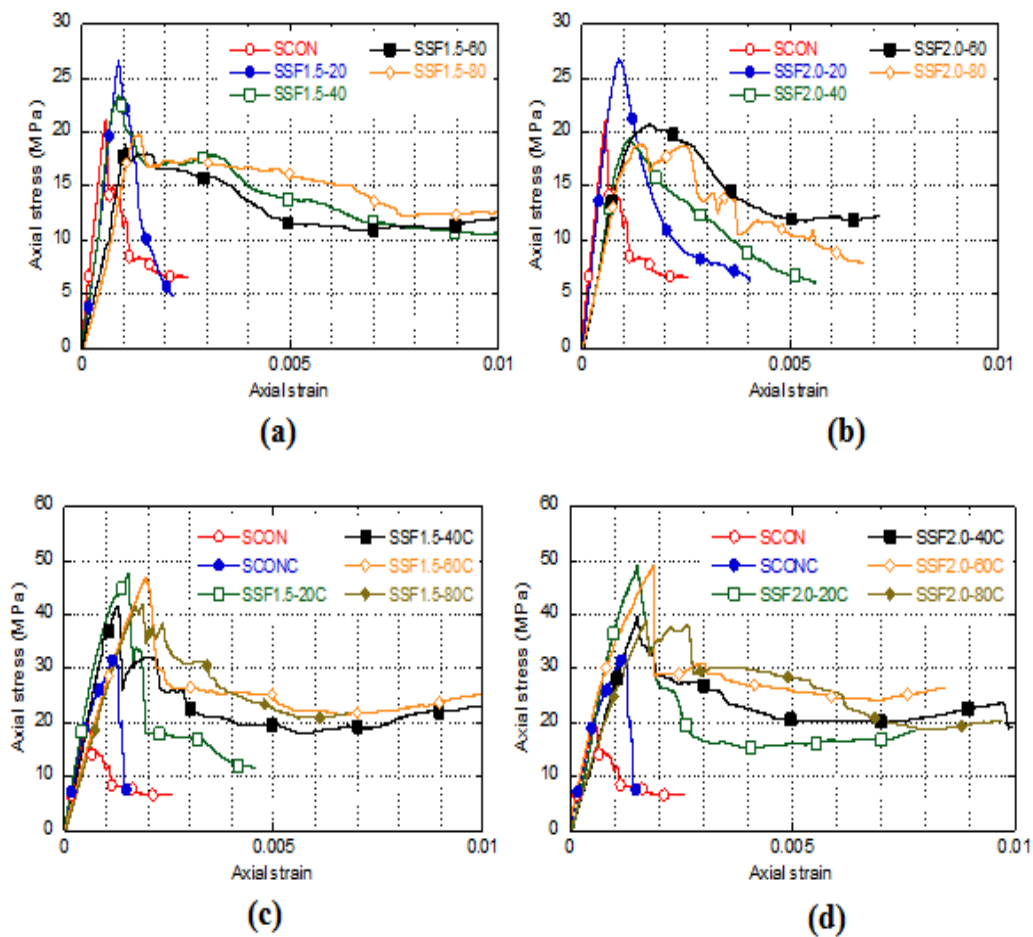 30
25
20
15
10
5
0
Axial stress (MPa)
SCON
SSF1.5-20
SSF1.5-40
SSF1.5-60
SSF1.5-80
0
0.005
0.01
Axial strain
(a)
30
25
20
15
10
5
0
Axial stress (MPa)
SCON
SSF2.0-20
SSF2.0-40
SSF2.0-60
SSF2.0-80
0
0.005
0.01
Axial strain
(b)
60
50
40
30
20
10
0
Axial stress (MPa)
SCON
SCONC
SSF1.5-20C
SSF1.5-40C
SSF1.5-60C
SSF1.5-80C
0
0.005
0.01
Axial strain
(c)
60
50
40
30
20
10
0
Axial stress (MPa)
SCON
SCONC
SSF2.0-20C
SSF2.0-40C
SSF2.0-60C
SSF2.0-80C
0
0.005
0.01
Axial strain
(d)